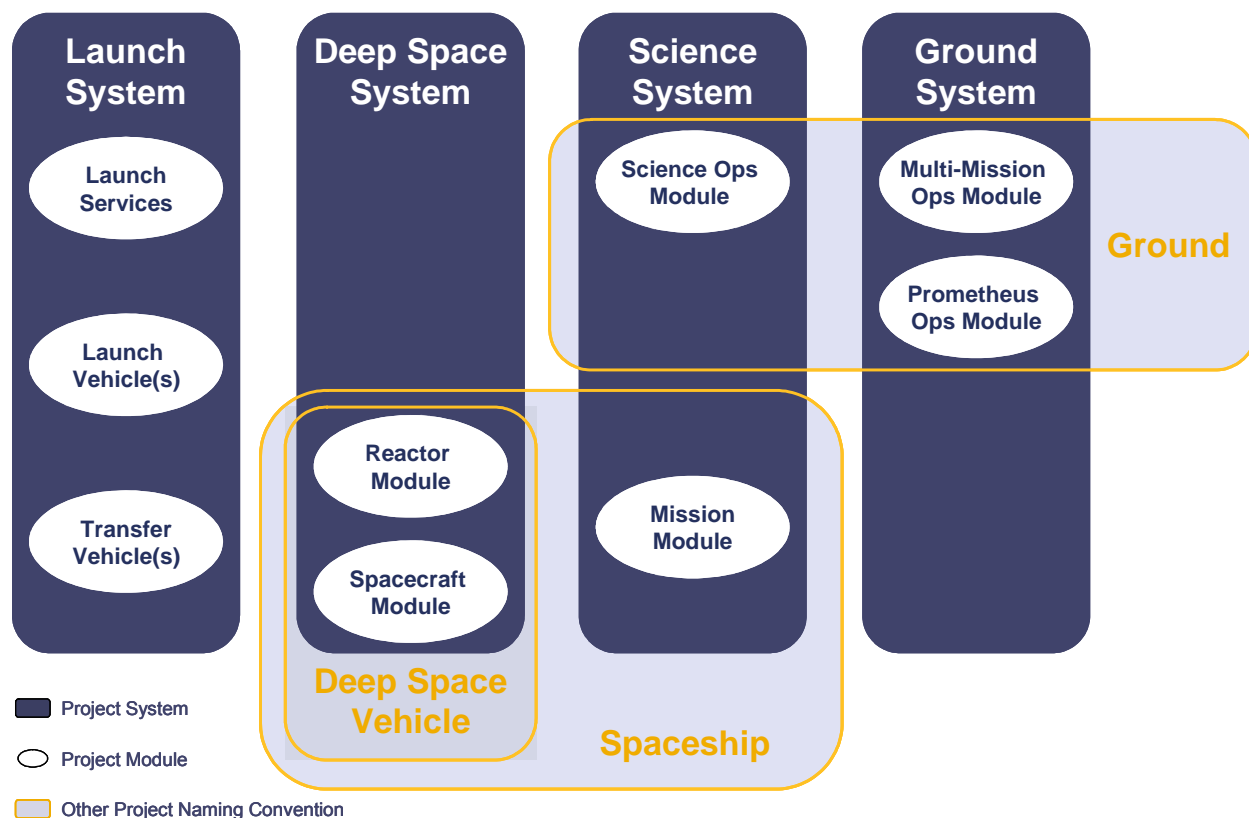 Launch
System
Deep Space
System
Science
System
Ground
System
Launch
Services
Launch
Vehicle(s)
Transfer
Vehicle(s)
Reactor
Module
Spacecraft
Module
Deep Space
Vehicle
Science Ops
Module
Mission
Module
Spaceship
Multi-Mission
Ops Module
Prometheus
Ops Module
Ground
Project System
Project Module
Other Project Naming Convention